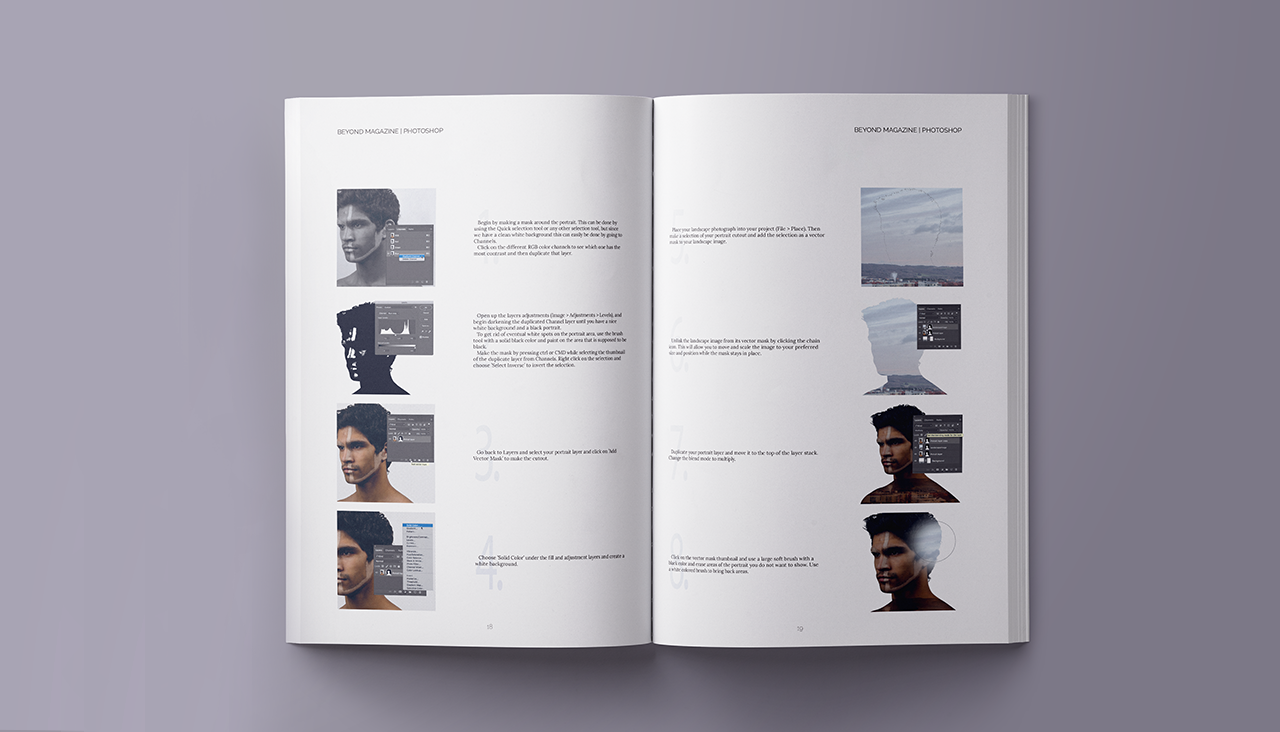 BEYOND MAGAZINE | PHOTOSHOP
Begin by making a mask around the portrait. This can be done by
using the Quick selection tool or any other selection tool, but since
we have a clean white background this can easily be done by going to
Channels.
Click on the different RGB color channels to see which one has the
most contrast and then duplicate that layer.
Open up the layers adjustments (Image > Adjustments > Levels), and
begin darkening the duplicated Channel layer until you have a nice
white background and a black portrait.
To get rid of eventual white spots on the portrait area, use the brush
tool with a solid black color and paint on the area that is supposed to be
black.
Make the mask by pressing ctrl or CMD while selecting the thumbnail
of the duplicate layer from Channels. Right click on the selection and
choose 'Select Inverse' to invert the selection.
3.
Go back to Layers and select your portrait layer and click on 'Add
Vector Mask' to make the cutout.
4.
Choose 'Solid Color' under the fill and adjustment layers and create a
white background.
18
BEYOND MAGAZINE | PHOTOSHOP
5.
Place your landscape photograph into your project (File > Place). Then
make a selection of your portrait cutout and add the selection as a vector
mask to your landscape image.
6.
Unlink the landscape image from its vector mask by clicking the chain
icon. This will allow you to move and scale the image to your preferred
size and position while the mask stays in place.
7.
Duplicate your portrait layer and move it to the top of the layer stack.
Change the blend mode to multiply.
8.
Click on the vector mask thumbnail and use a large soft brush with a
black color and erase areas of the portrait you do not want to show. Use
a white colored brush to bring back areas.
19